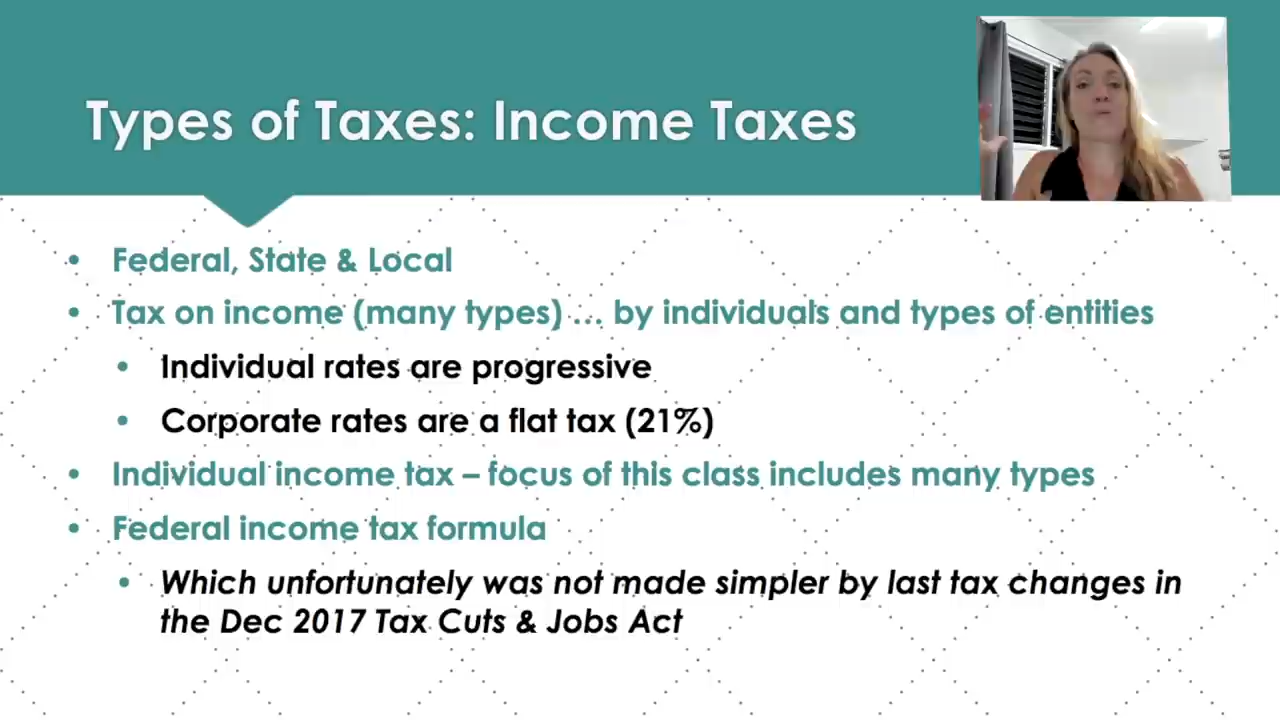 Types of Taxes: Income Taxes
• Federal, State & Local
• Tax on income (many types) … by individuals and types of entities
• Individual rates are progressive
• Corporate rates are a flat tax (21%)
• Individual income tax – focus of this class includes many types
• Federal income tax formula
• Which unfortunately was not made simpler by last tax changes in
the Dec 2017 Tax Cuts & Jobs Act